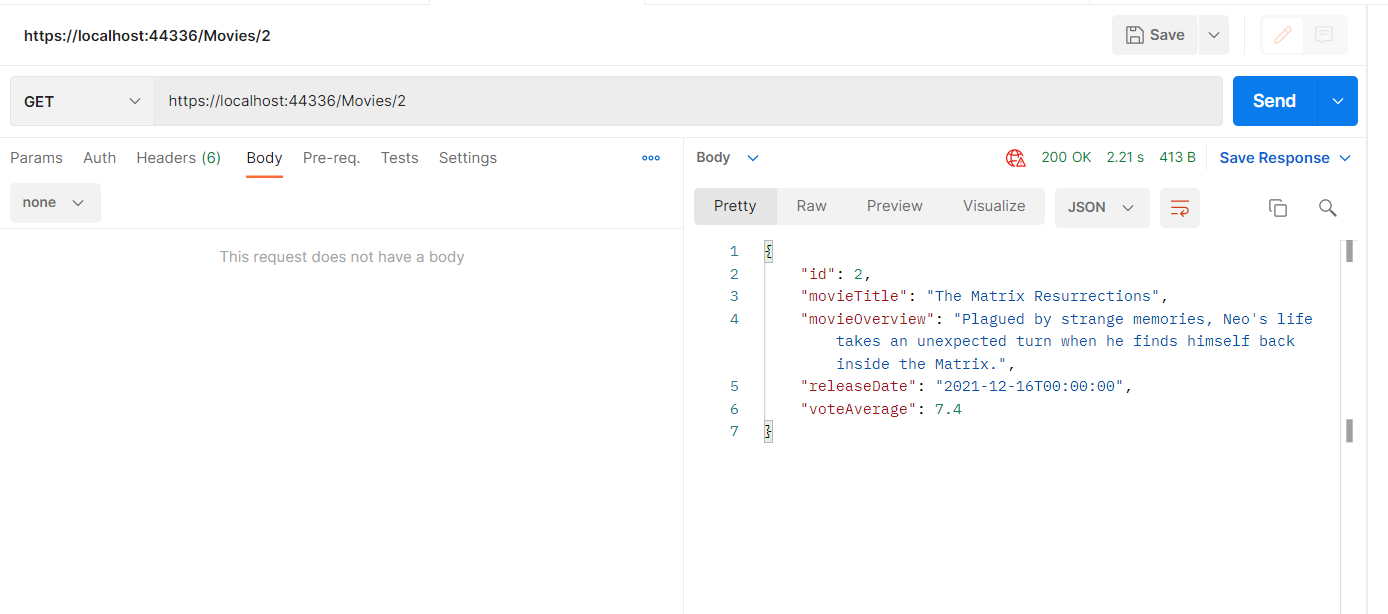 https://localhost:44336/Movies/2
Save
GET
https://localhost:44336/Movies/2
Send
Params Auth Headers (6) Body Pre-req. Tests Settings
none
This request does not have a body
Body
200 OK 2.21 s 413 B Save Response
Pretty Raw Preview Visualize JSON
1 {
2 "id": 2,
3 "movieTitle": "The Matrix Resurrections",
4 "movieOverview": "Plagued by strange memories, Neo's life
takes an unexpected turn when he finds himself back
inside the Matrix.",
5 "releaseDate": "2021-12-16T00:00:00",
6 "voteAverage": 7.4
7 }